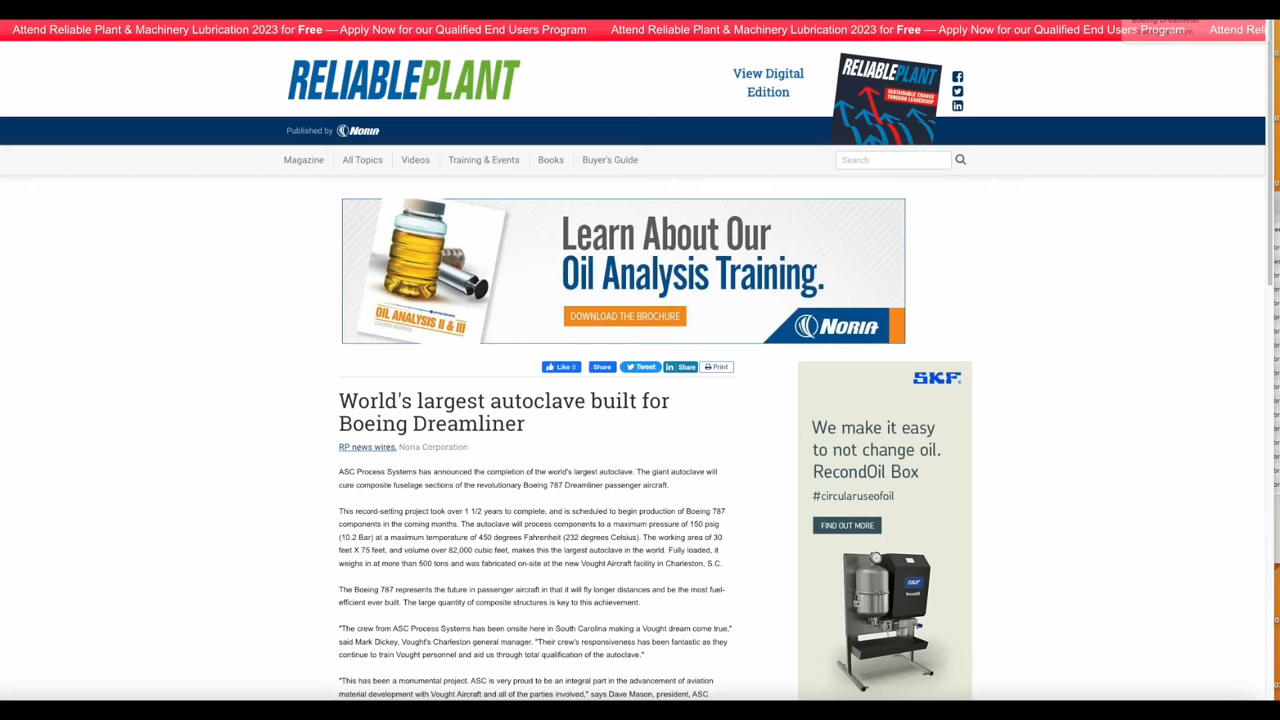 Attend Reliable Plant & Machinery Lubrication 2023 for Free — Apply Now for our Qualified End Users Program Attend Reliable Plant & Machinery Lubrication 2023 for Free — Apply Now for our Qualified End Users Program Attend Reli
Boeing Dreamliner
RELIABLEPLANT
View Digital
Edition
RELIABLEPLANT
SUSTAINABLE CHANGE
THROUGH LEADERSHIP
Published by NORIA
Magazine All Topics Videos Training & Events Books Buyer's Guide
Search
Learn About Our
Oil Analysis Training.
DOWNLOAD THE BROCHURE
OIL ANALYSIS II & III
NORIA
Like 0 Share Tweet in Share Print
World's largest autoclave built for
Boeing Dreamliner
RP news wires, Noria Corporation
ASC Process Systems has announced the completion of the world's largest autoclave. The giant autoclave will
cure composite fuselage sections of the revolutionary Boeing 787 Dreamliner passenger aircraft.
This record-setting project took over 1 1/2 years to complete, and is scheduled to begin production of Boeing 787
components in the coming months. The autoclave will process components to a maximum pressure of 150 psig
(10.2 Bar) at a maximum temperature of 450 degrees Fahrenheit (232 degrees Celsius). The working area of 30
feet X 75 feet, and volume over 82,000 cubic feet, makes this the largest autoclave in the world. Fully loaded, it
weighs in at more than 500 tons and was fabricated on-site at the new Vought Aircraft facility in Charleston, S.C.
The Boeing 787 represents the future in passenger aircraft in that it will fly longer distances and be the most fuel-
efficient ever built. The large quantity of composite structures is key to this achievement.
"The crew from ASC Process Systems has been onsite here in South Carolina making a Vought dream come true,"
said Mark Dickey, Vought's Charleston general manager. "Their crew's responsiveness has been fantastic as they
continue to train Vought personnel and aid us through total qualification of the autoclave."
"This has been a monumental project. ASC is very proud to be an integral part in the advancement of aviation
material development with Vought Aircraft and all of the parties involved," says Dave Mason, president, ASC
SKF.
We make it easy
to not change oil.
RecondOil Box
#circularuseofoil
FIND OUT MORE
SKF
RecondOil